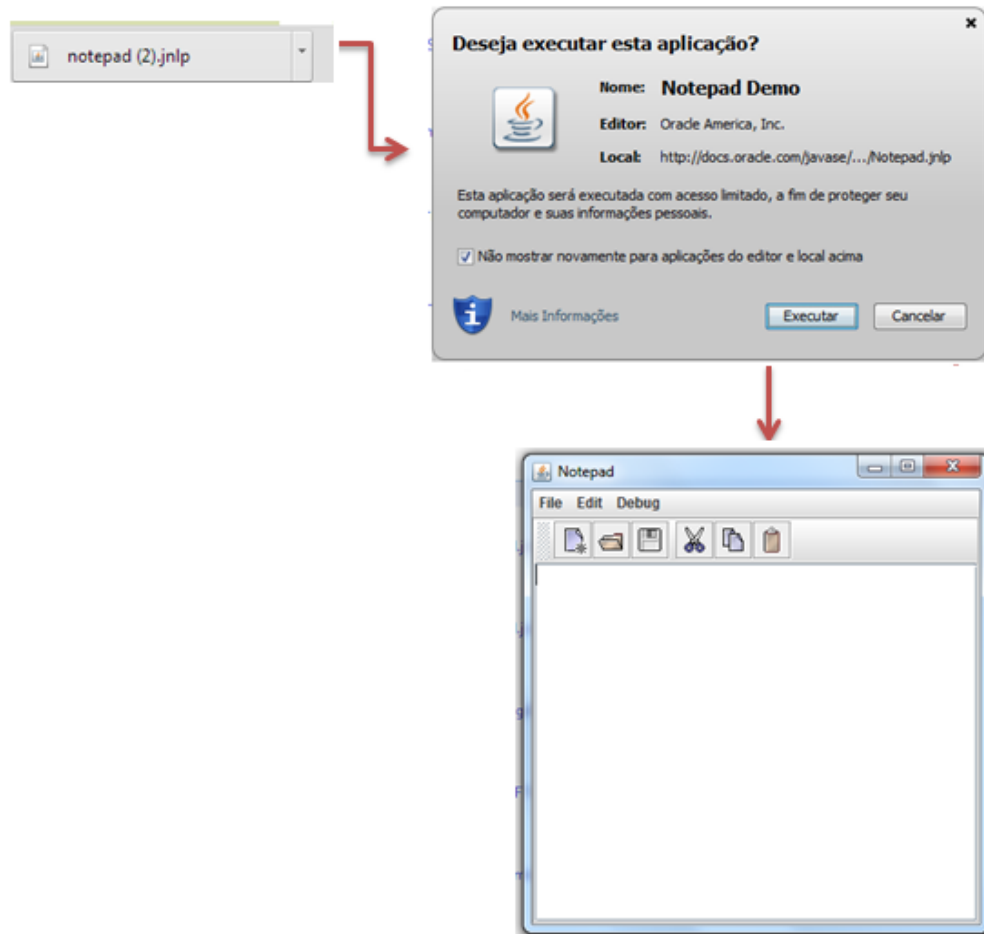 notepad (2).jnlp
Deseja executar esta aplicação?
Nome: Notepad Demo
Editor: Oracle America, Inc.
Local: http://docs.oracle.com/javase/.../Notepad.jnlp
Esta aplicação será executada com acesso limitado, a fim de proteger seu
computador e suas informações pessoais.
Não mostrar novamente para aplicações do editor e local acima
Mais Informações
Executar
Cancelar
Notepad
File Edit Debug